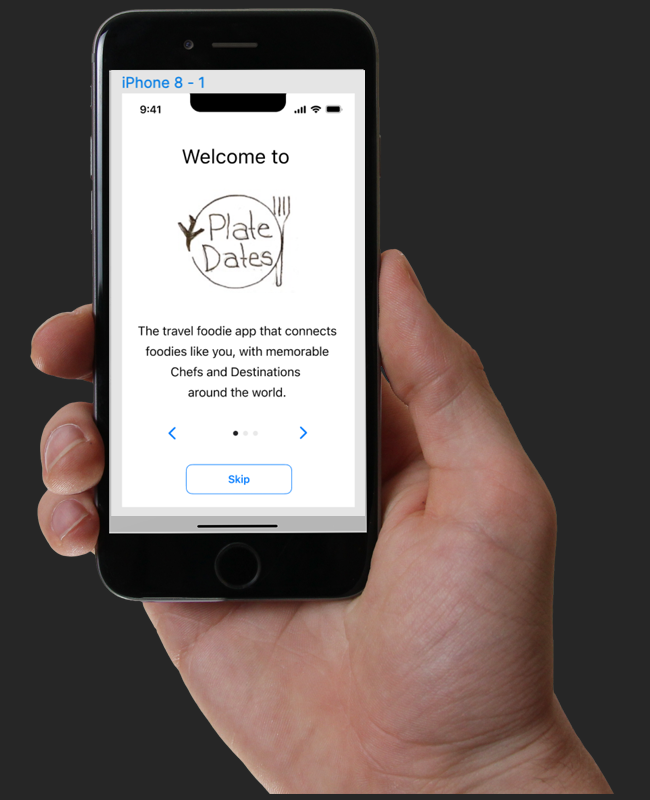 iPhone 8 - 1
9:41
Welcome to
Plate
Dates
The travel foodie app that connects
foodies like you, with memorable
Chefs and Destinations
around the world.
Skip